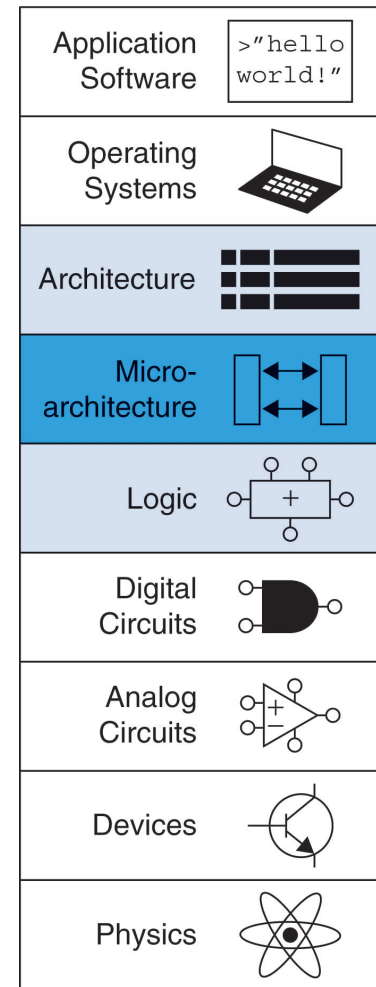 Application
Software
>"hello
world!"
Operating
Systems
Architecture
Micro-
architecture
Logic
+
Digital
Circuits
Analog
Circuits
+
−
Devices
Physics